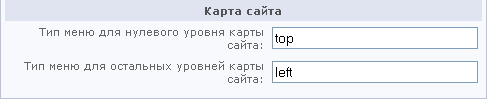 Карта сайта
Тип меню для нулевого уровня карты
сайта:
top
Тип меню для остальных уровней карты
сайта:
left